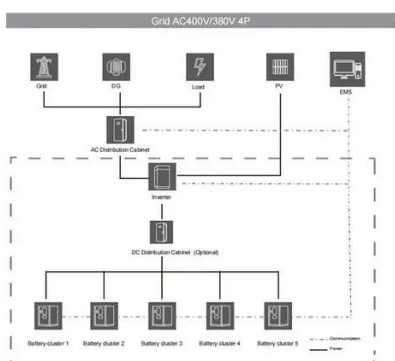 Grid AC400V/380V 4P
Grid
DG
Load
PV
EMS
AC Distribution Cabinet
Inverter
DC Distribution Cabinet (Optional)
Battery cluster 1
Battery cluster 2
Battery cluster 3
Battery cluster 4
Battery cluster 5
Communication
Power